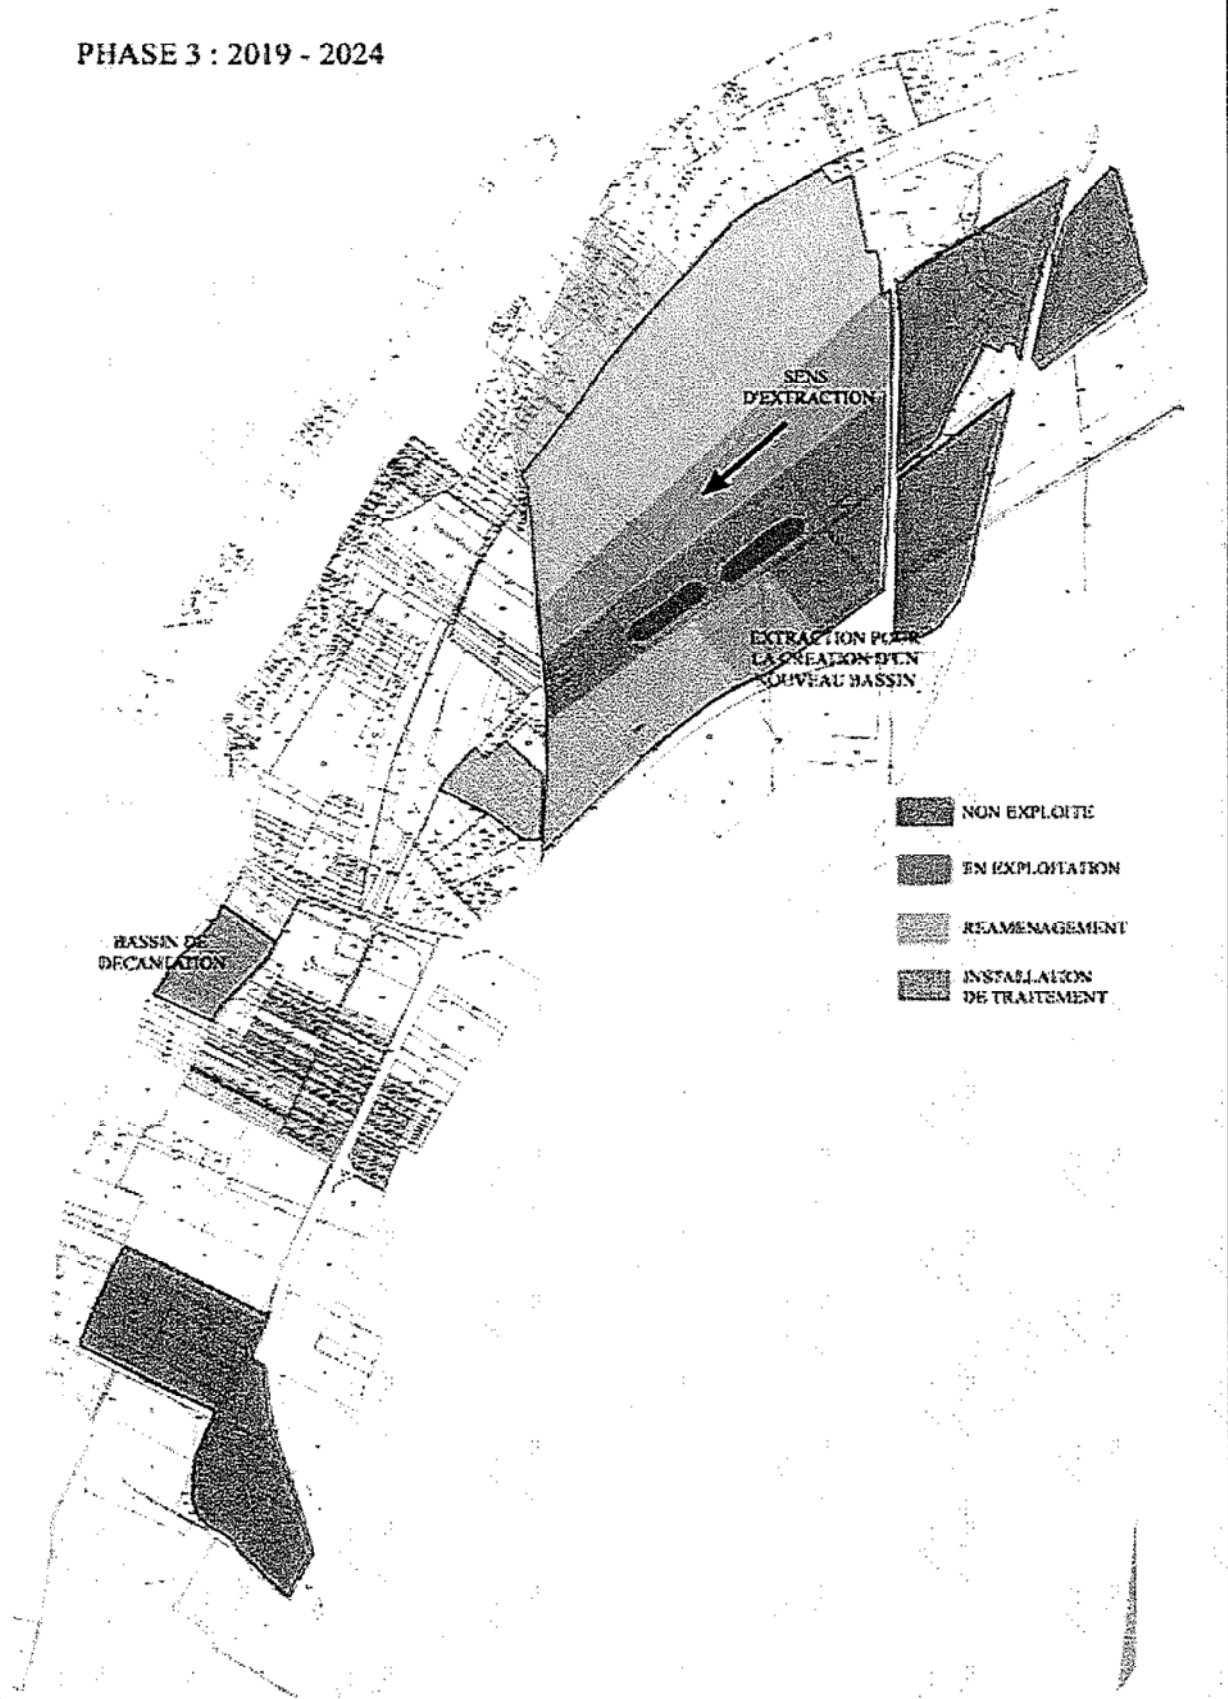 PHASE 3 : 2019 - 2024
SENS
D'EXTRACTION
EXTRACTION POUR
LA CREATION D'UN
NOUVEAU BASSIN
NON EXPLOITE
EN EXPLOITATION
REAMENAGEMENT
INSTALLATION
DE TRAITEMENT
BASSIN DE
DECANTATION